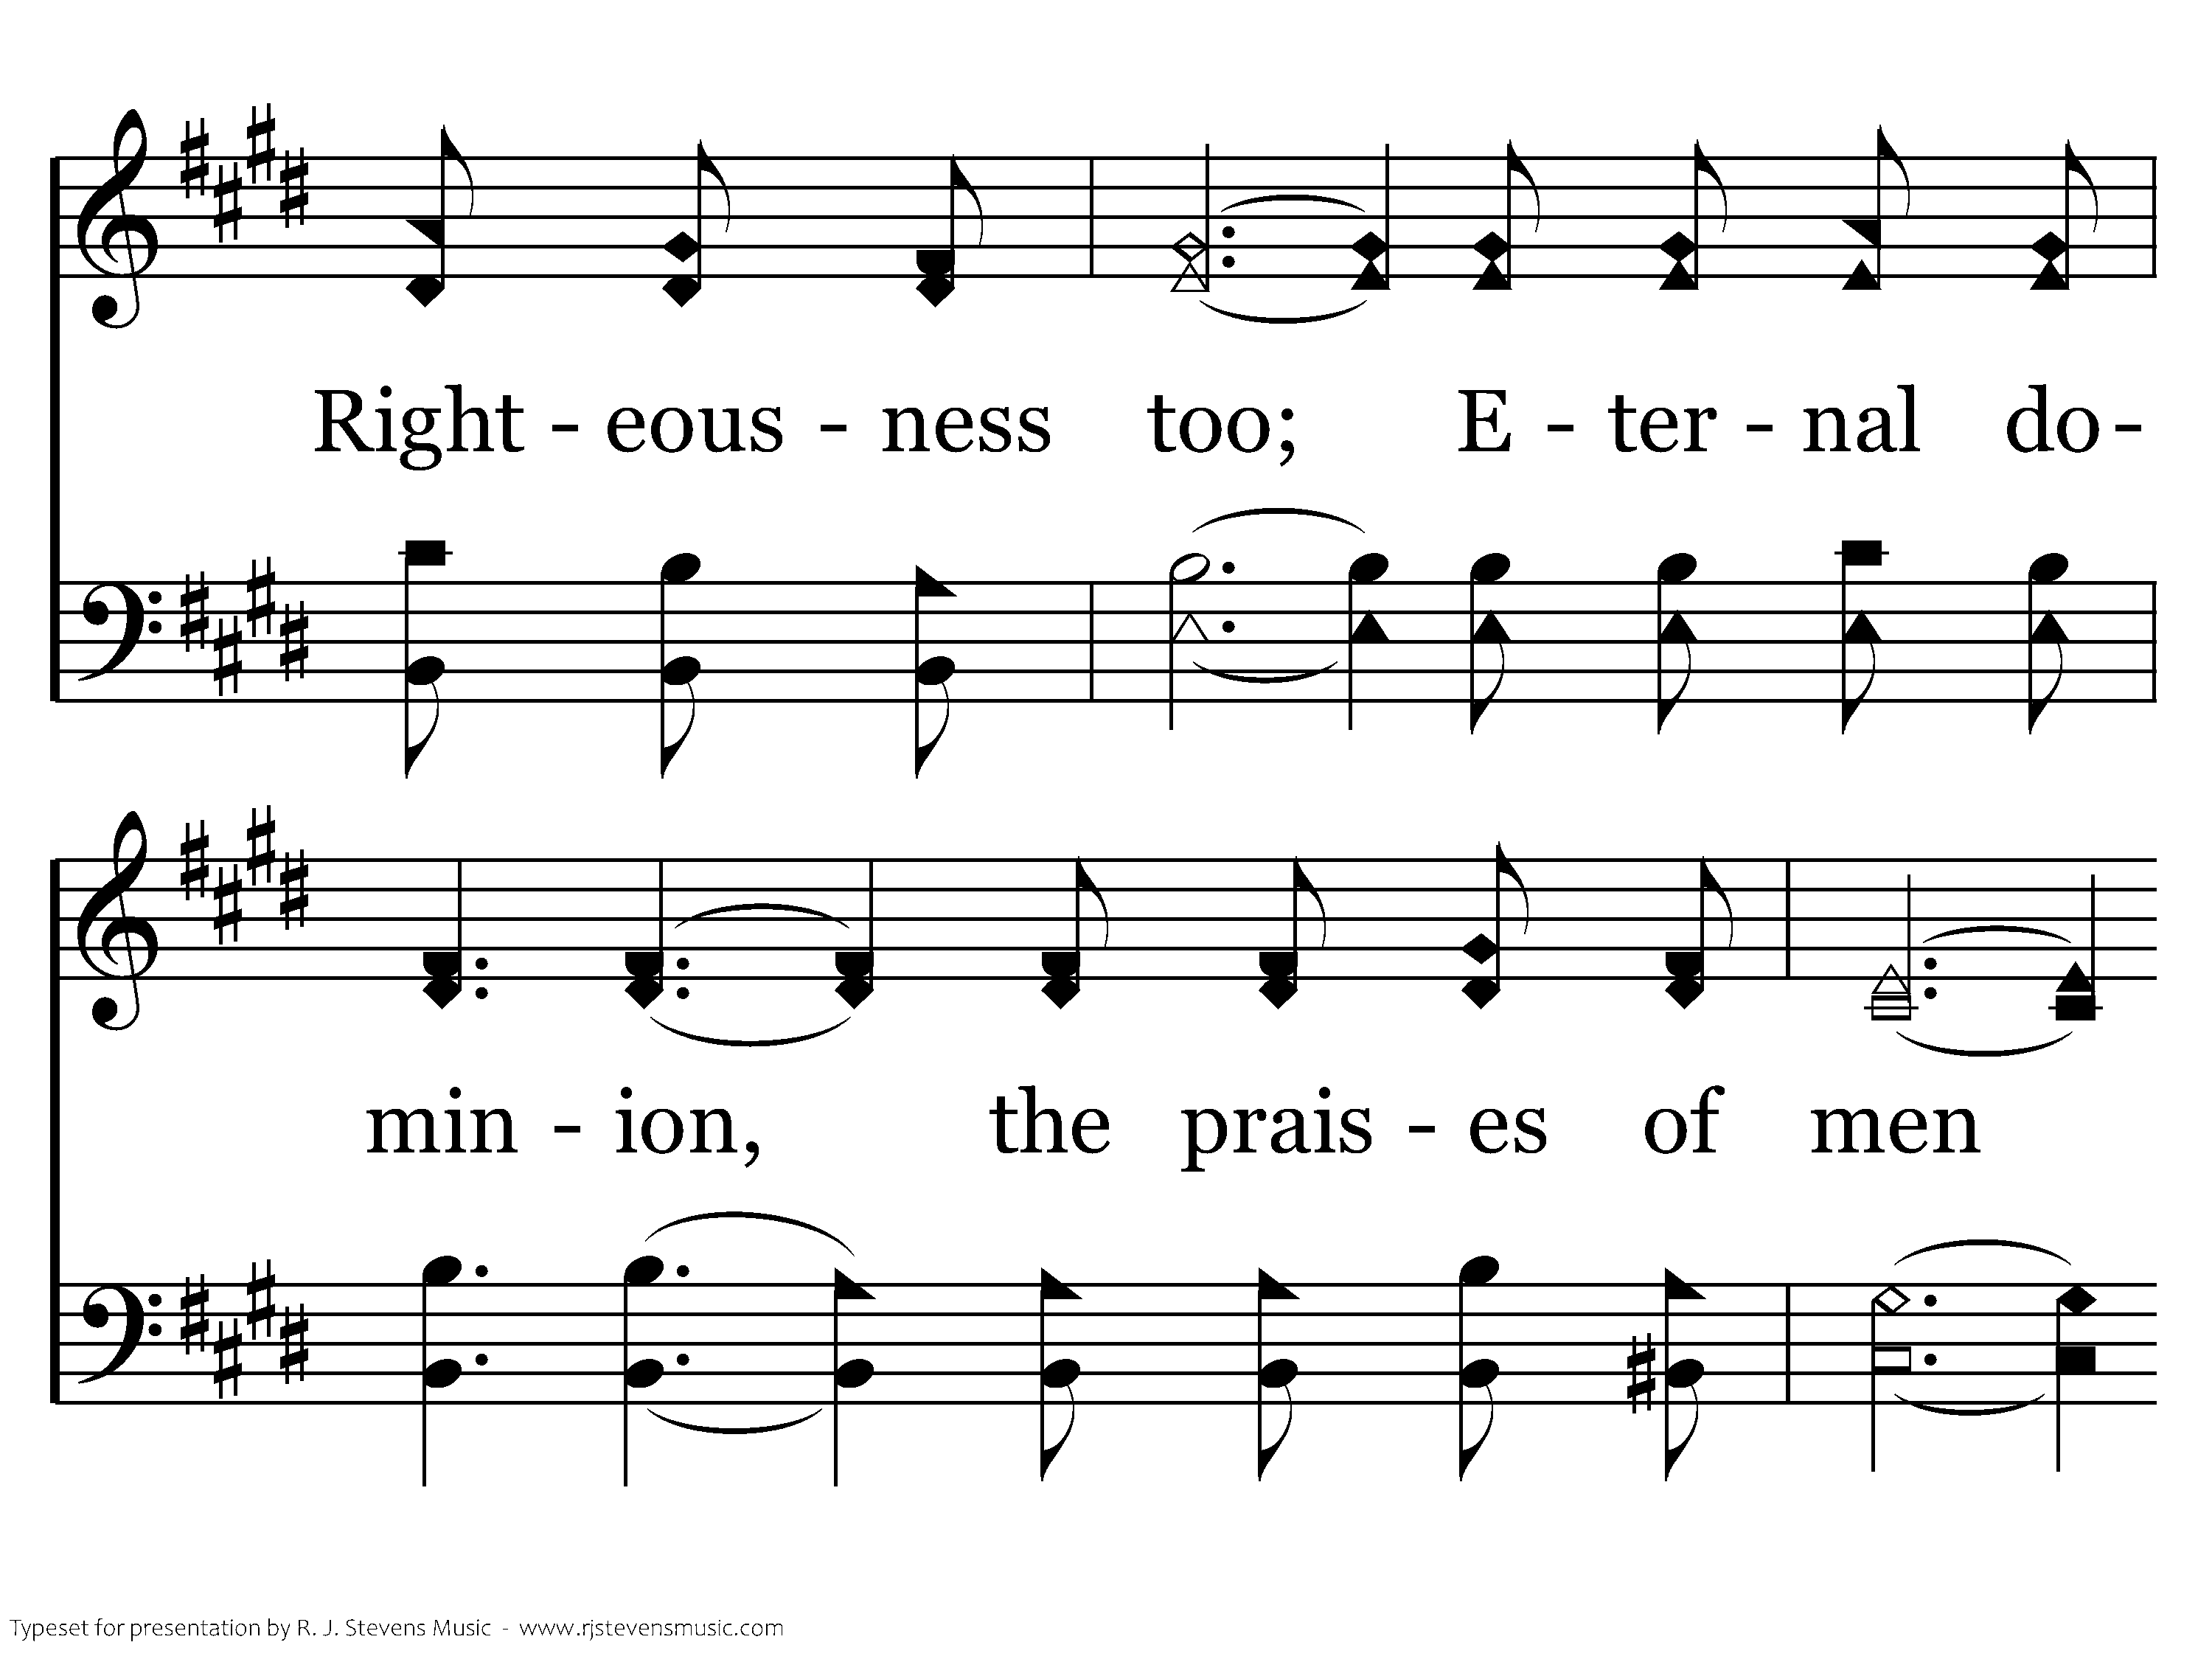 Right - eous - ness too; E - ter - nal do -
min - ion, the prais - es of men
Typeset for presentation by R. J. Stevens Music - www.rjstevensmusic.com